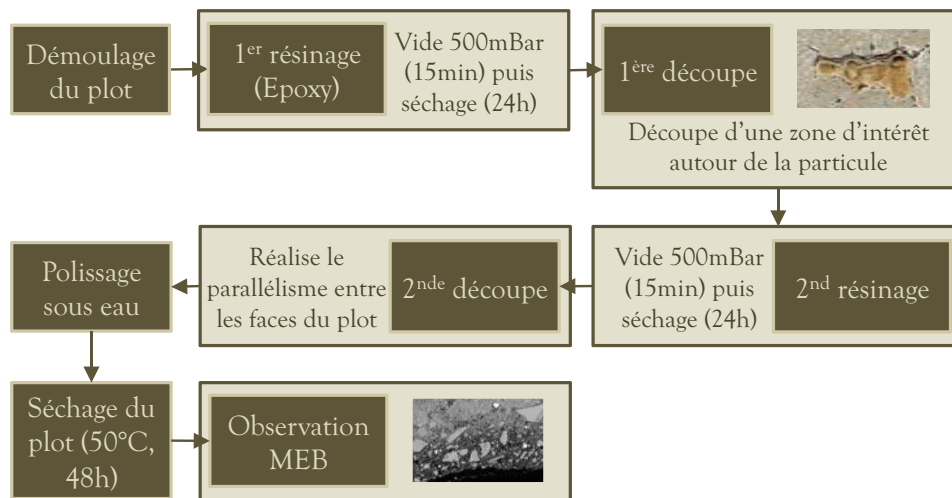 Démoulage
du plot
1er résinage
(Epoxy)
Vide 500mBar
(15min) puis
séchage (24h)
1ère découpe
Découpe d'une zone d'intérêt
autour de la particule
Vide 500mBar
(15min) puis
séchage (24h)
2nd résinage
Réalise le
parallélisme entre
les faces du plot
2nde découpe
Polissage
sous eau
Séchage du
plot (50°C,
48h)
Observation
MEB